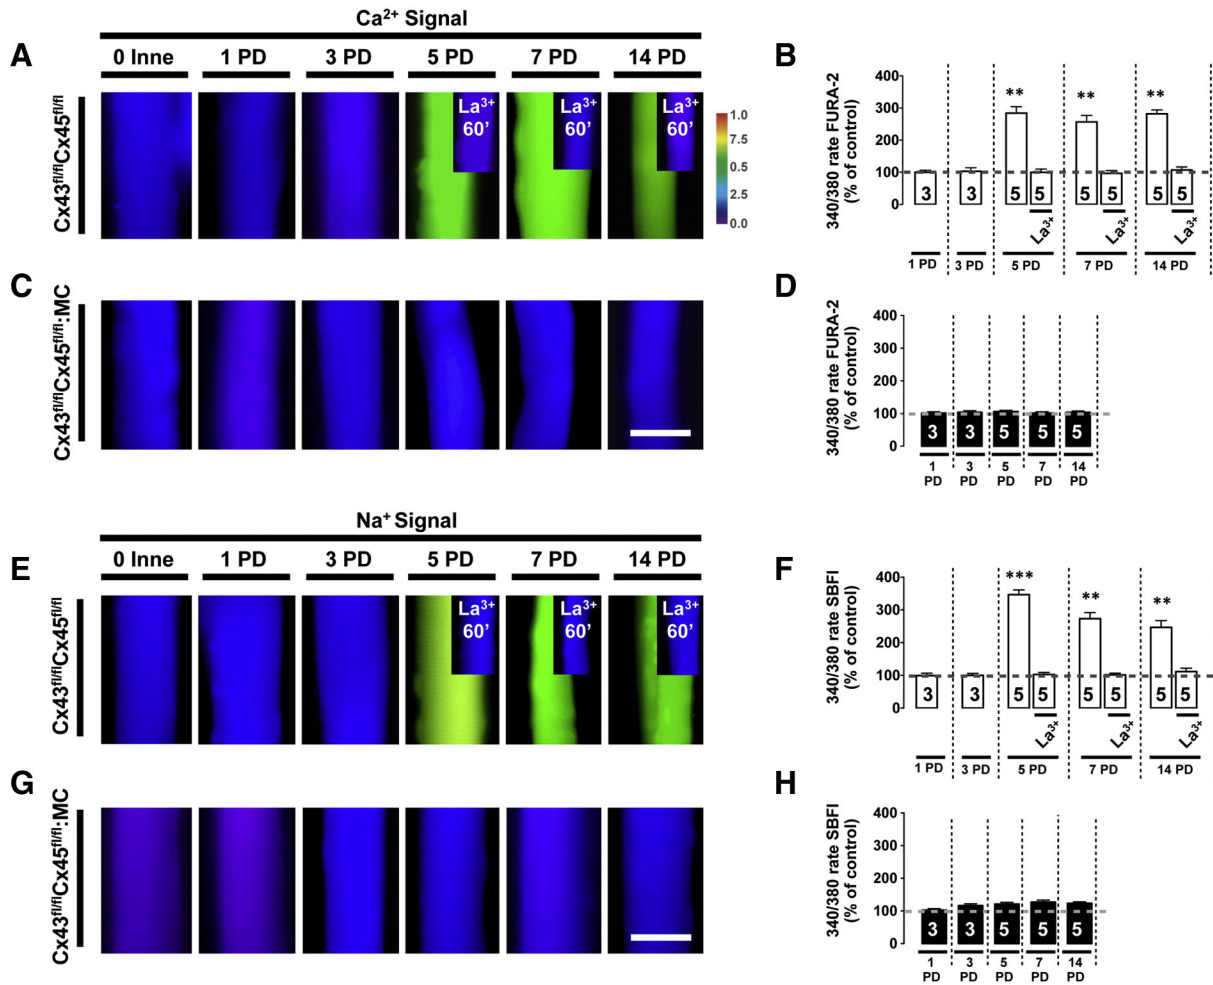 Ca²⁺ Signal
A
0 Inne 1 PD 3 PD 5 PD 7 PD 14 PD
Cx43fl/flCx45fl/fl
La³⁺ 60’
La³⁺ 60’
La³⁺ 60’
1.0
7.5
0.5
2.5
0.0
B
340/380 rate FURA-2
(% of control)
400
300
200
100
0
** ** **
3 3 5 5 5 5 5 5
La³⁺ La³⁺ La³⁺
1 PD 3 PD 5 PD 7 PD 14 PD
C
Cx43fl/flCx45fl/fl:MC
D
340/380 rate FURA-2
(% of control)
400
300
200
100
0
3 3 5 5 5
1 3 5 7 14
PD PD PD PD PD
Na⁺ Signal
E
0 Inne 1 PD 3 PD 5 PD 7 PD 14 PD
Cx43fl/flCx45fl/fl
La³⁺ 60’
La³⁺ 60’
La³⁺ 60’
F
340/380 rate SBFI
(% of control)
400
300
200
100
0
*** ** **
3 3 5 5 5 5 5 5
La³⁺ La³⁺ La³⁺
1 PD 3 PD 5 PD 7 PD 14 PD
G
Cx43fl/flCx45fl/fl:MC
H
340/380 rate SBFI
(% of control)
400
300
200
100
0
3 3 5 5 5
1 3 5 7 14
PD PD PD PD PD